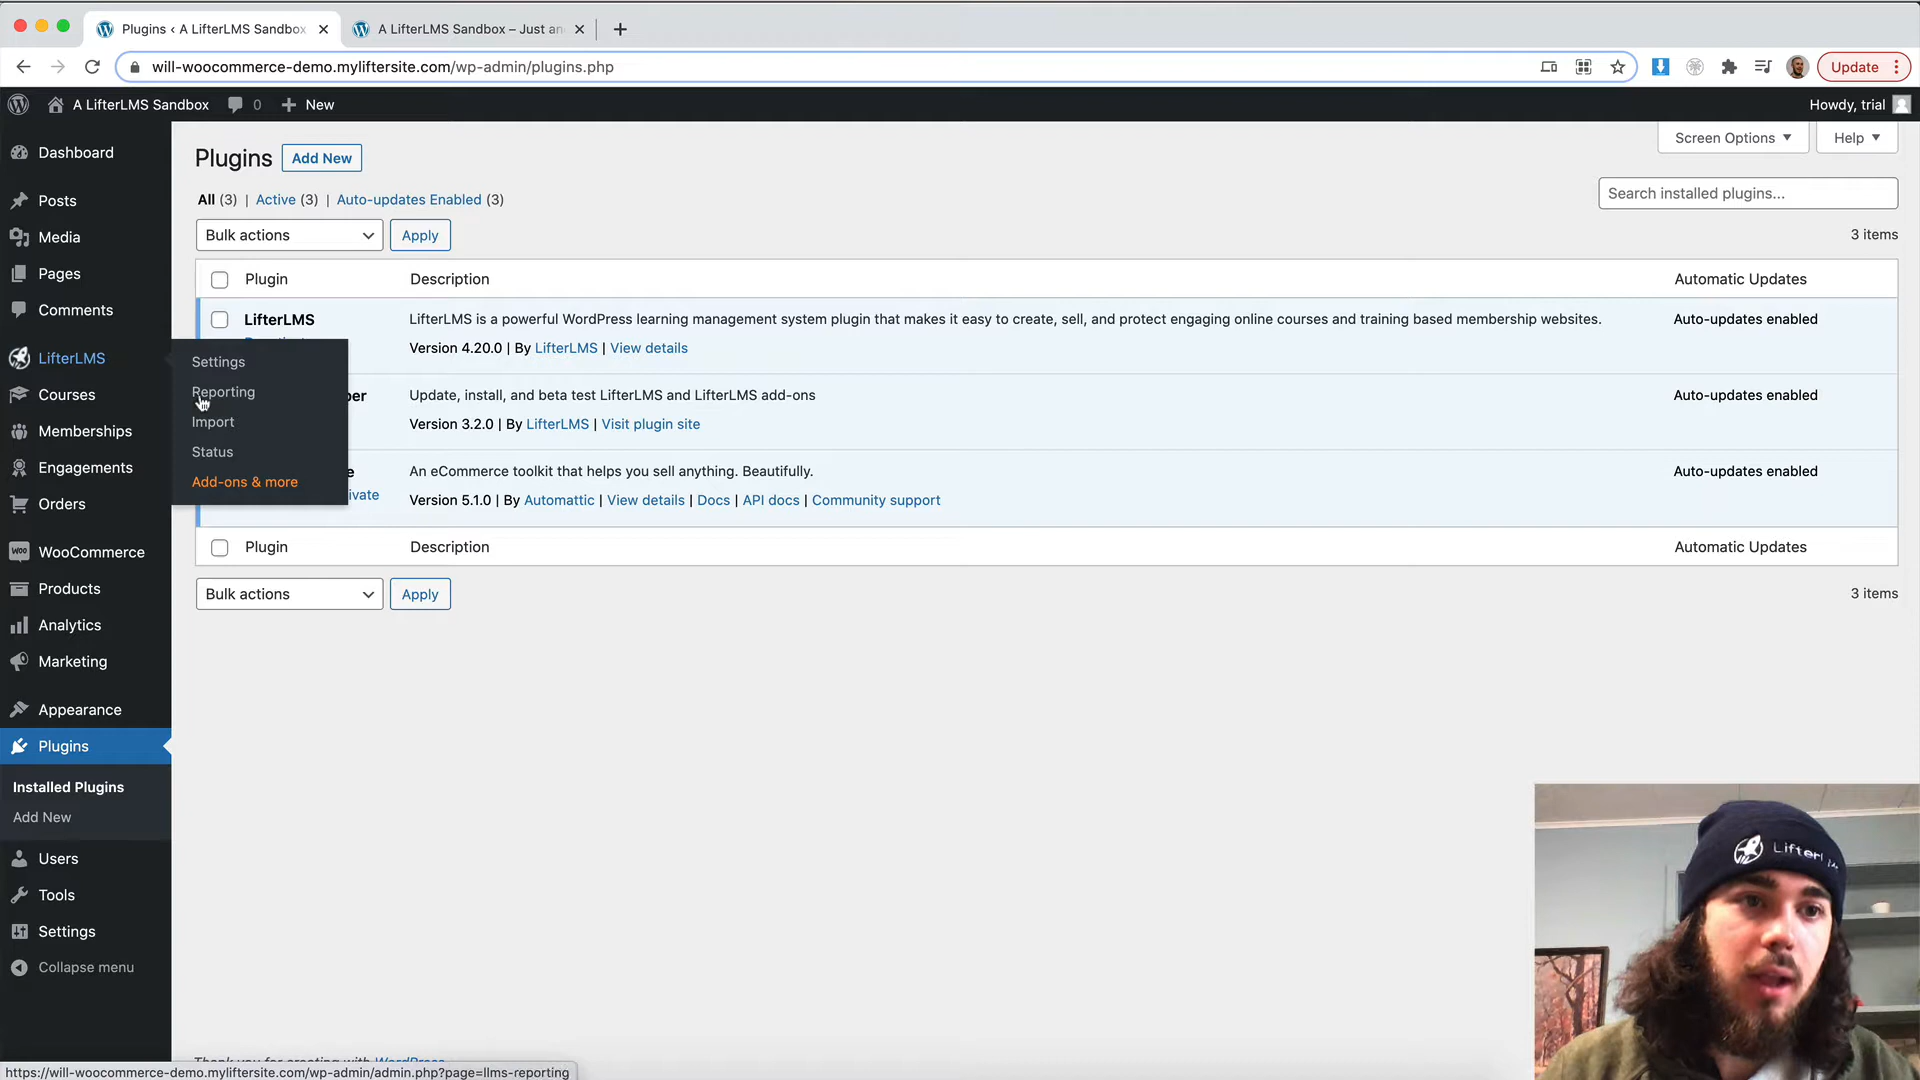 Plugins ‹ A LifterLMS Sandbox
A LifterLMS Sandbox – Just an
will-woocommerce-demo.myliftersite.com/wp-admin/plugins.php
Update
A LifterLMS Sandbox
0
New
Howdy, trial
Dashboard
Posts
Media
Pages
Comments
LifterLMS
Courses
Memberships
Engagements
Orders
WooCommerce
Products
Analytics
Marketing
Appearance
Plugins
Installed Plugins
Add New
Users
Tools
Settings
Collapse menu
Settings
Reporting
Import
Status
Add-ons & more
Screen Options
Help
Plugins
Add New
All (3) | Active (3) | Auto-updates Enabled (3)
Search installed plugins...
Bulk actions
Apply
3 items
Plugin
Description
Automatic Updates
LifterLMS
LifterLMS is a powerful WordPress learning management system plugin that makes it easy to create, sell, and protect engaging online courses and training based membership websites.
Auto-updates enabled
Version 4.20.0 | By LifterLMS | View details
per
Update, install, and beta test LifterLMS and LifterLMS add-ons
Auto-updates enabled
Version 3.2.0 | By LifterLMS | Visit plugin site
e
An eCommerce toolkit that helps you sell anything. Beautifully.
Auto-updates enabled
ivate
Version 5.1.0 | By Automattic | View details | Docs | API docs | Community support
Plugin
Description
Automatic Updates
Bulk actions
Apply
3 items
Thank you for creating with WordPress
https://will-woocommerce-demo.myliftersite.com/wp-admin/admin.php?page=llms-reporting